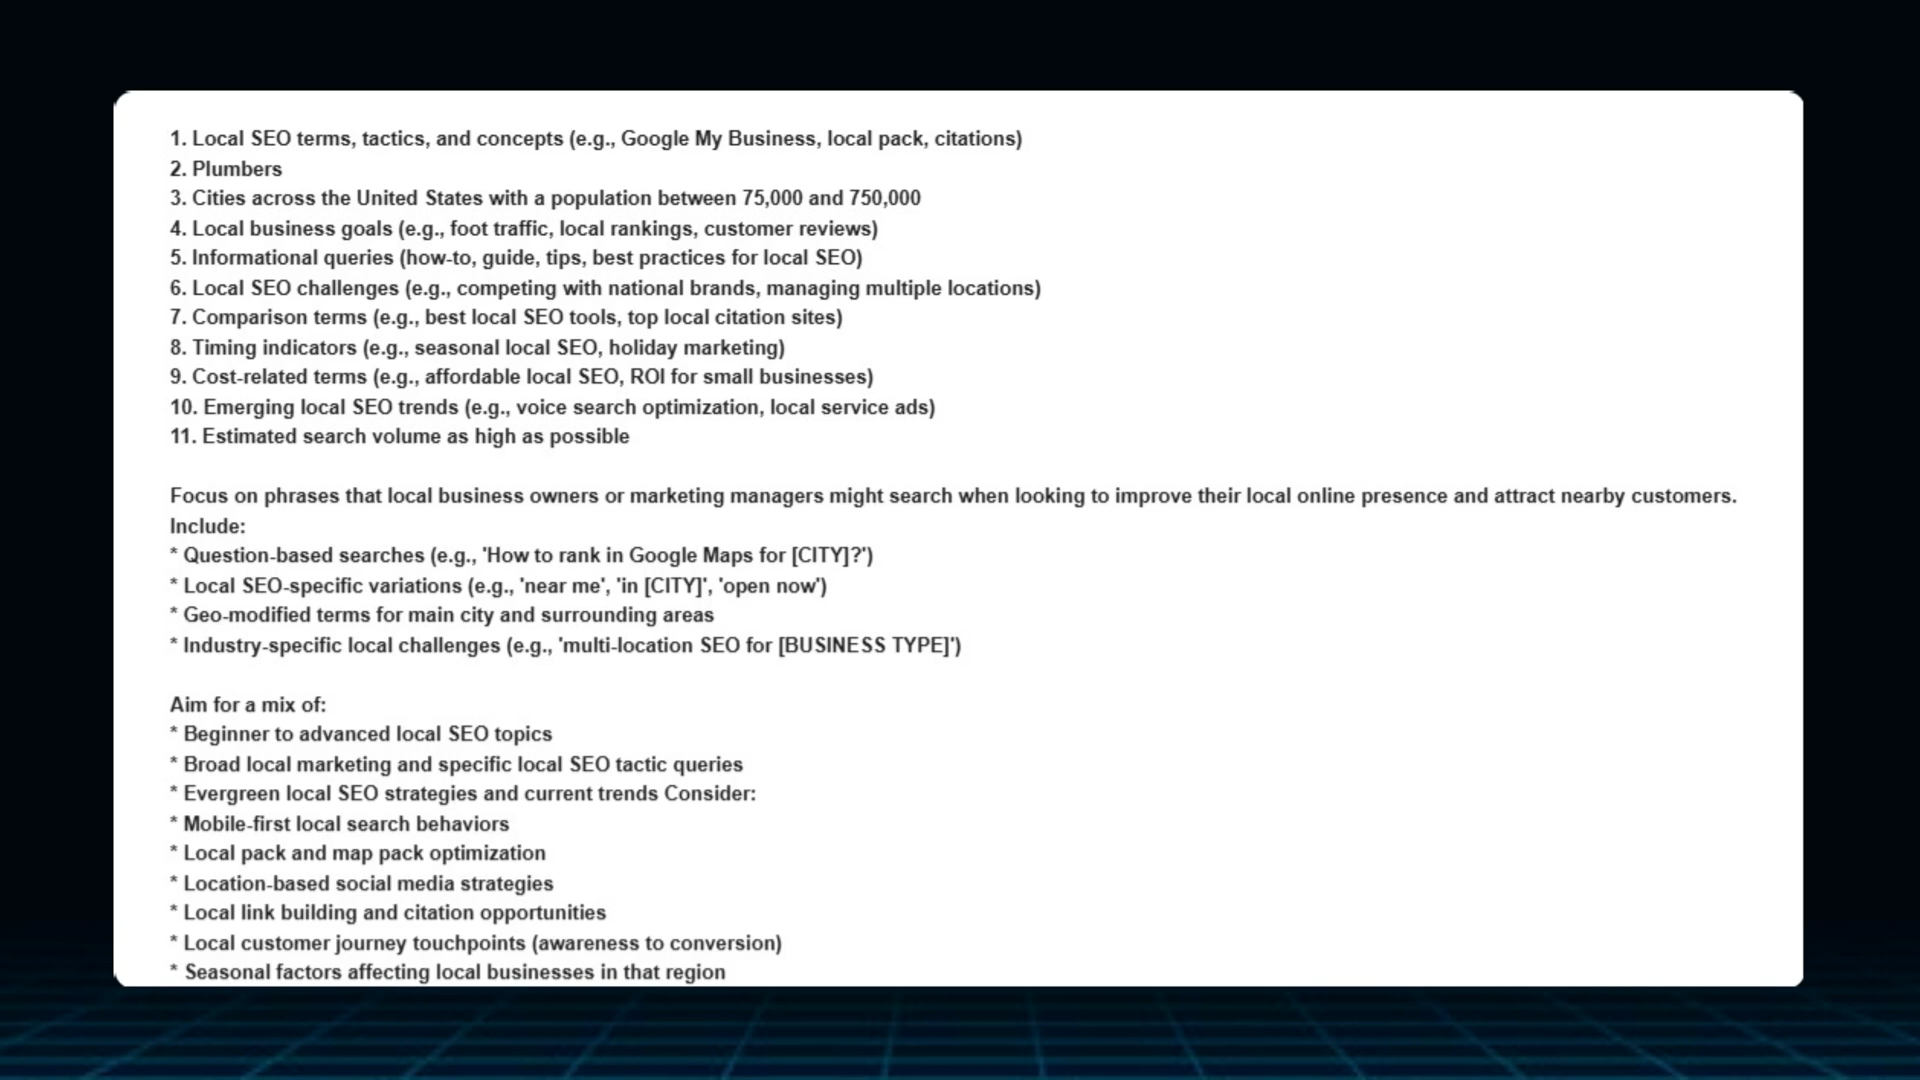 1. Local SEO terms, tactics, and concepts (e.g., Google My Business, local pack, citations)
2. Plumbers
3. Cities across the United States with a population between 75,000 and 750,000
4. Local business goals (e.g., foot traffic, local rankings, customer reviews)
5. Informational queries (how-to, guide, tips, best practices for local SEO)
6. Local SEO challenges (e.g., competing with national brands, managing multiple locations)
7. Comparison terms (e.g., best local SEO tools, top local citation sites)
8. Timing indicators (e.g., seasonal local SEO, holiday marketing)
9. Cost-related terms (e.g., affordable local SEO, ROI for small businesses)
10. Emerging local SEO trends (e.g., voice search optimization, local service ads)
11. Estimated search volume as high as possible
Focus on phrases that local business owners or marketing managers might search when looking to improve their local online presence and attract nearby customers.
Include:
* Question-based searches (e.g., 'How to rank in Google Maps for [CITY]?')
* Local SEO-specific variations (e.g., 'near me', 'in [CITY]', 'open now')
* Geo-modified terms for main city and surrounding areas
* Industry-specific local challenges (e.g., 'multi-location SEO for [BUSINESS TYPE]')
Aim for a mix of:
* Beginner to advanced local SEO topics
* Broad local marketing and specific local SEO tactic queries
* Evergreen local SEO strategies and current trends Consider:
* Mobile-first local search behaviors
* Local pack and map pack optimization
* Location-based social media strategies
* Local link building and citation opportunities
* Local customer journey touchpoints (awareness to conversion)
* Seasonal factors affecting local businesses in that region